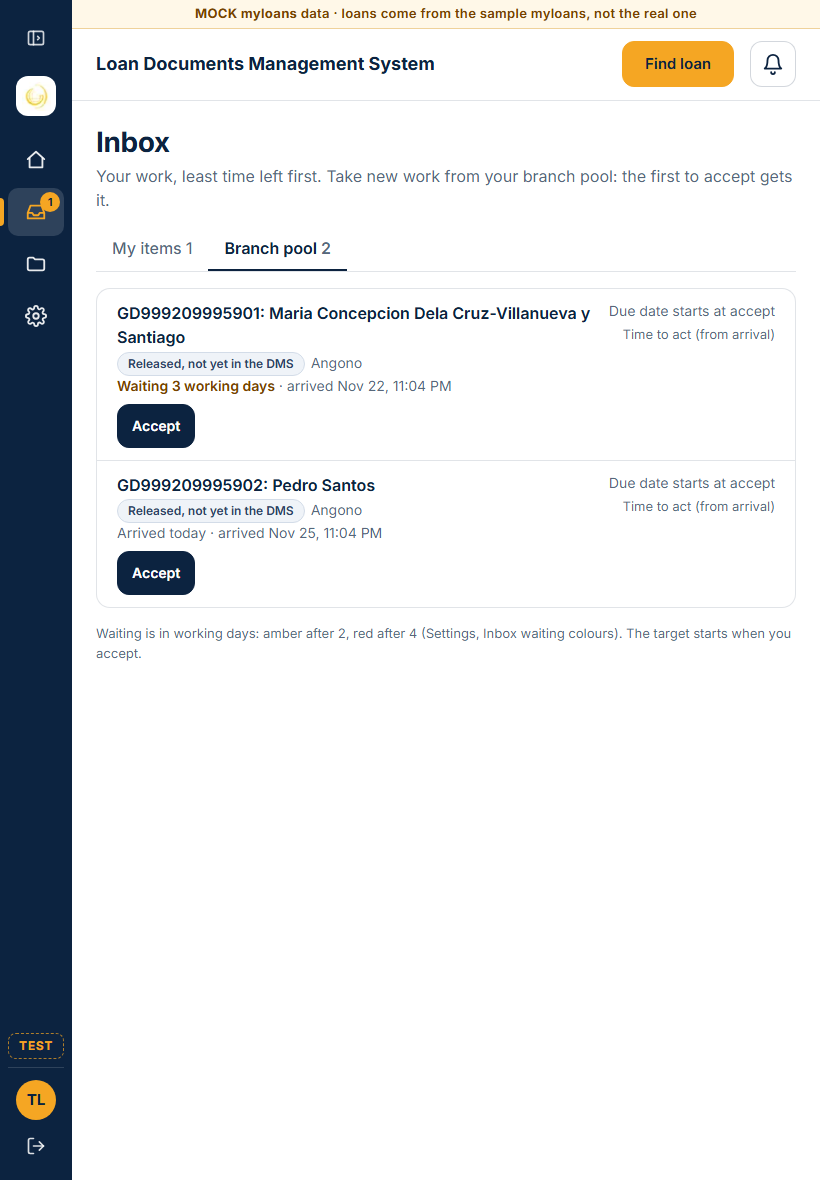 MOCK myloans data · loans come from the sample myloans, not the real one
Loan Documents Management System
Find loan
1
Inbox
Your work, least time left first. Take new work from your branch pool: the first to accept gets
it.
My items 1
Branch pool 2
GD999209995901: Maria Concepcion Dela Cruz-Villanueva y
Santiago
Due date starts at accept
Time to act (from arrival)
Released, not yet in the DMS Angono
Waiting 3 working days · arrived Nov 22, 11:04 PM
Accept
GD999209995902: Pedro Santos
Due date starts at accept
Time to act (from arrival)
Released, not yet in the DMS Angono
Arrived today · arrived Nov 25, 11:04 PM
Accept
Waiting is in working days: amber after 2, red after 4 (Settings, Inbox waiting colours). The target starts when you
accept.
TEST
TL